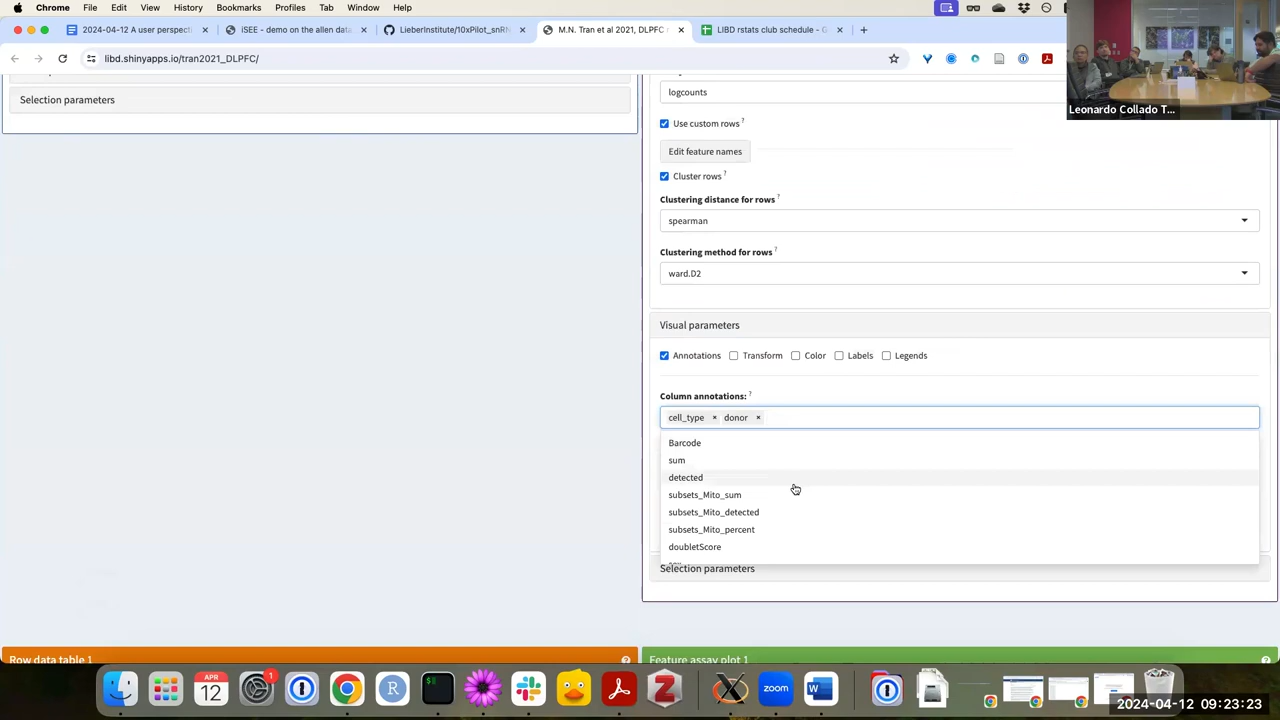 Chrome File Edit View History Bookmarks Profiles Tab Window Help
2024-04-12 A user perspecti
iSEE - demo on the allen data
LieberInstitute/10xPilot_snRN
M.N. Tran et al 2021, DLPFC r
LIBD rstats club schedule - G
libd.shinyapps.io/tran2021_DLPFC/
Leonardo Collado T...
Selection parameters
logcounts
Use custom rows ?
Edit feature names
Cluster rows ?
Clustering distance for rows ?
spearman
Clustering method for rows ?
ward.D2
Visual parameters
Annotations Transform Color Labels Legends
Column annotations: ?
cell_type × donor ×
Barcode
sum
detected
subsets_Mito_sum
subsets_Mito_detected
subsets_Mito_percent
doubletScore
Selection parameters
Row data table 1
Feature assay plot 1
APR
12
1
zoom
2024-04-12 09:23:23